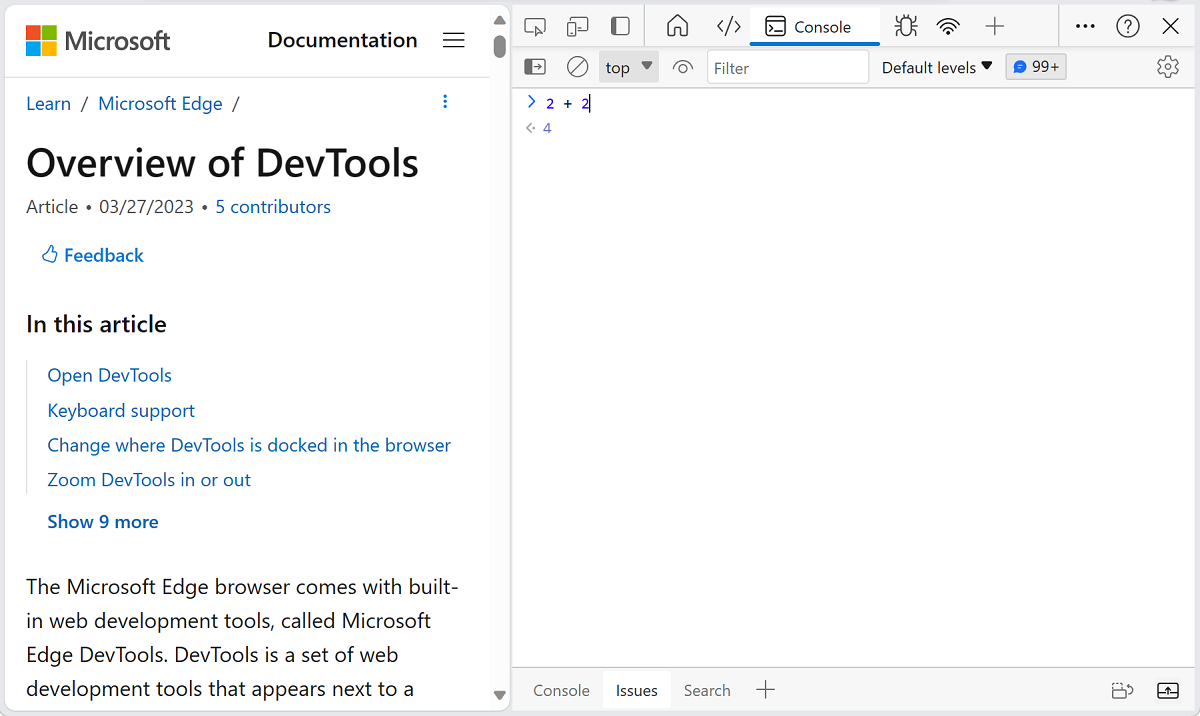 Microsoft
Documentation
Learn / Microsoft Edge /
Overview of DevTools
Article • 03/27/2023 • 5 contributors
Feedback
In this article
Open DevTools
Keyboard support
Change where DevTools is docked in the browser
Zoom DevTools in or out
Show 9 more
The Microsoft Edge browser comes with built-
in web development tools, called Microsoft
Edge DevTools. DevTools is a set of web
development tools that appears next to a
Console
top Filter Default levels 99+
> 2 + 2
4
Console Issues Search